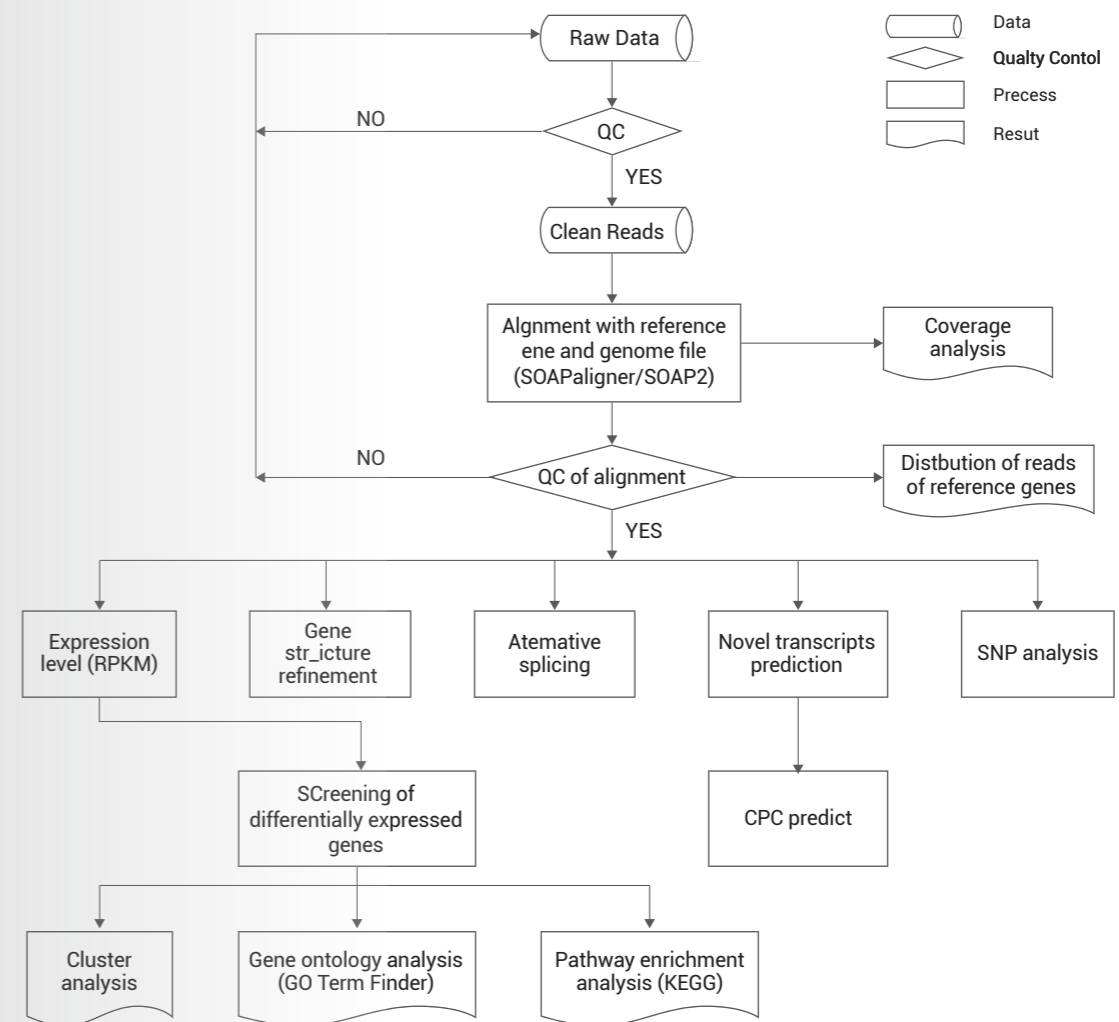 Raw Data
Data
Qualty Contol
Precess
Resut
NO
QC
YES
Clean Reads
Algnment with reference
ene and genome file
(SOAPaligner/SOAP2)
Coverage
analysis
NO
QC of alignment
Distbution of reads
of reference genes
YES
Expression
level (RPKM)
Gene
str_icture
refinement
Atemative
splicing
Novel transcripts
prediction
SNP analysis
SCreening of
differentially expressed
genes
CPC predict
Cluster
analysis
Gene ontology analysis
(GO Term Finder)
Pathway enrichment
analysis (KEGG)